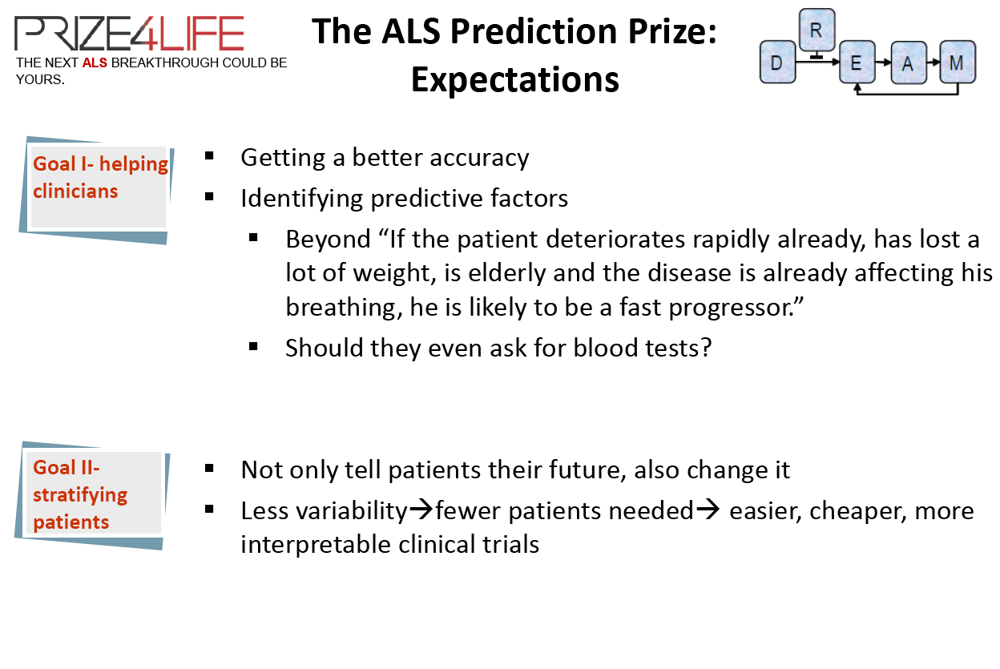 PRIZE4LIFE
THE NEXT ALS BREAKTHROUGH COULD BE
YOURS.
The ALS Prediction Prize:
Expectations
R
D E A M
Goal I- helping
clinicians
▪ Getting a better accuracy
▪ Identifying predictive factors
▪ Beyond “If the patient deteriorates rapidly already, has lost a
lot of weight, is elderly and the disease is already affecting his
breathing, he is likely to be a fast progressor.”
▪ Should they even ask for blood tests?
Goal II-
stratifying
patients
▪ Not only tell patients their future, also change it
▪ Less variability→fewer patients needed→ easier, cheaper, more
interpretable clinical trials